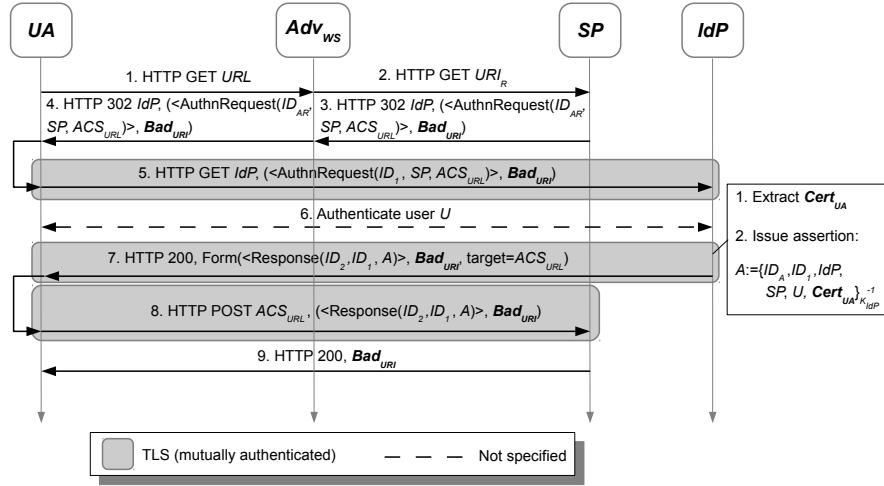 UA Adv_WS SP IdP
1. HTTP GET URL
2. HTTP GET URI_R
4. HTTP 302 IdP, (<AuthnRequest(ID_AR,
SP, ACS_URL)>, Bad_URI)
3. HTTP 302 IdP, (<AuthnRequest(ID_AR,
SP, ACS_URL)>, Bad_URI)
5. HTTP GET IdP, (<AuthnRequest(ID_1, SP, ACS_URL)>, Bad_URI)
6. Authenticate user U
1. Extract Cert_UA
2. Issue assertion:
A:={ID_A,ID_1,IdP,
SP, U, Cert_UA}_K_IdP^-1
7. HTTP 200, Form(<Response(ID_2,ID_1, A)>, Bad_URI, target=ACS_URL)
8. HTTP POST ACS_URL, (<Response(ID_2,ID_1, A)>, Bad_URI)
9. HTTP 200, Bad_URI
TLS (mutually authenticated) Not specified